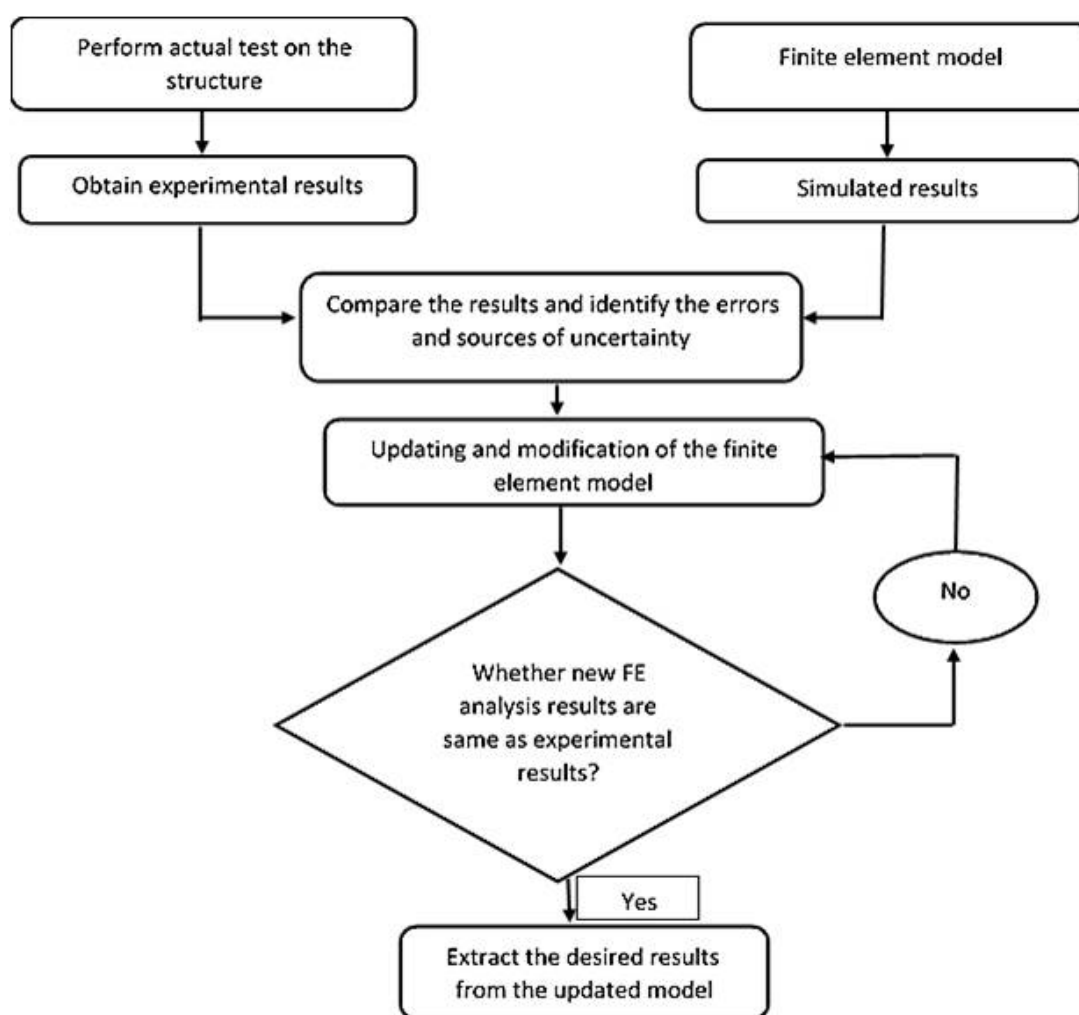 Perform actual test on the
structure
Finite element model
Obtain experimental results
Simulated results
Compare the results and identify the errors
and sources of uncertainty
Updating and modification of the finite
element model
No
Whether new FE
analysis results are
same as experimental
results?
Yes
Extract the desired results
from the updated model